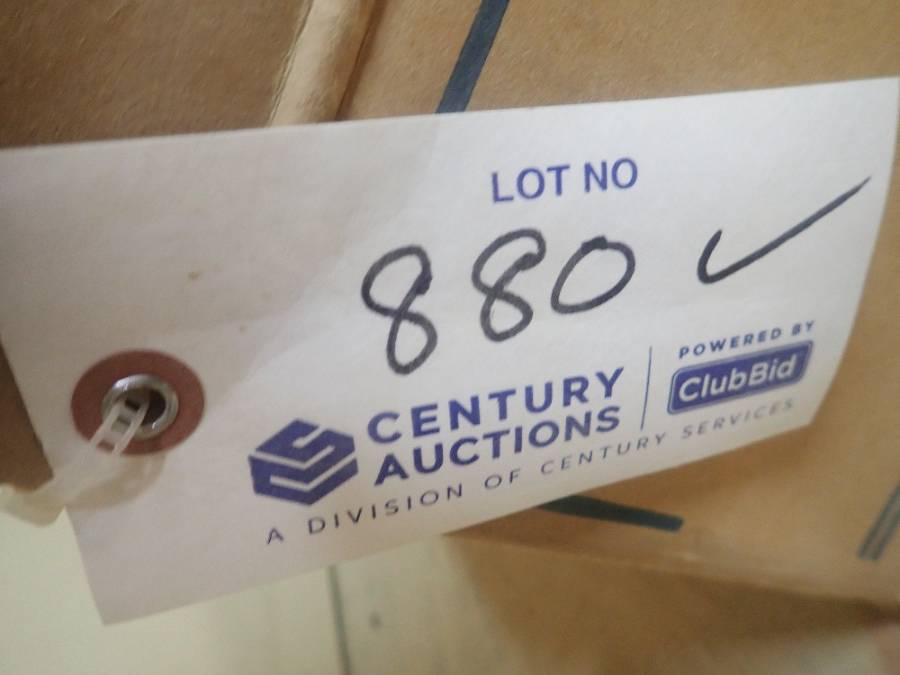 LOT NO
880 ✓
CENTURY
AUCTIONS
POWERED BY
ClubBid
A DIVISION OF CENTURY SERVICES